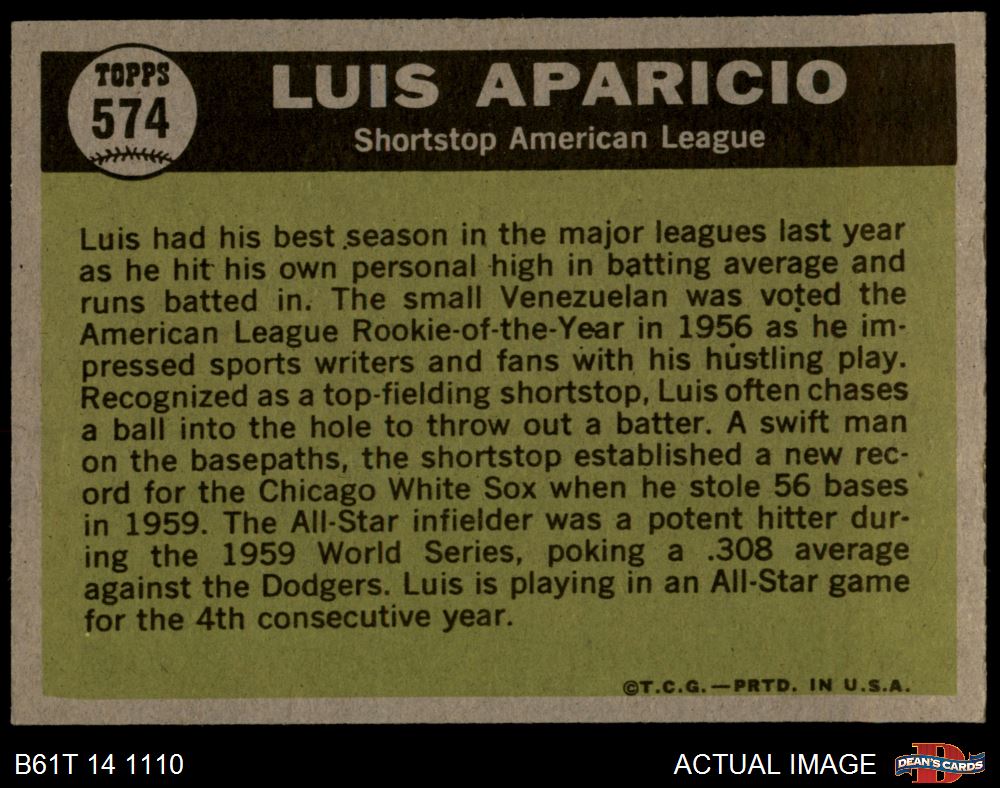 TOPPS
574
LUIS APARICIO
Shortstop American League
Luis had his best season in the major leagues last year
as he hit his own personal high in batting average and
runs batted in. The small Venezuelan was voted the
American League Rookie-of-the-Year in 1956 as he im-
pressed sports writers and fans with his hustling play.
Recognized as a top-fielding shortstop, Luis often chases
a ball into the hole to throw out a batter. A swift man
on the basepaths, the shortstop established a new rec-
ord for the Chicago White Sox when he stole 56 bases
in 1959. The All-Star infielder was a potent hitter dur-
ing the 1959 World Series, poking a .308 average
against the Dodgers. Luis is playing in an All-Star game
for the 4th consecutive year.
©T.C.G.—PRTD. IN U.S.A.
B61T 14 1110
ACTUAL IMAGE
D
DEAN'S CARDS